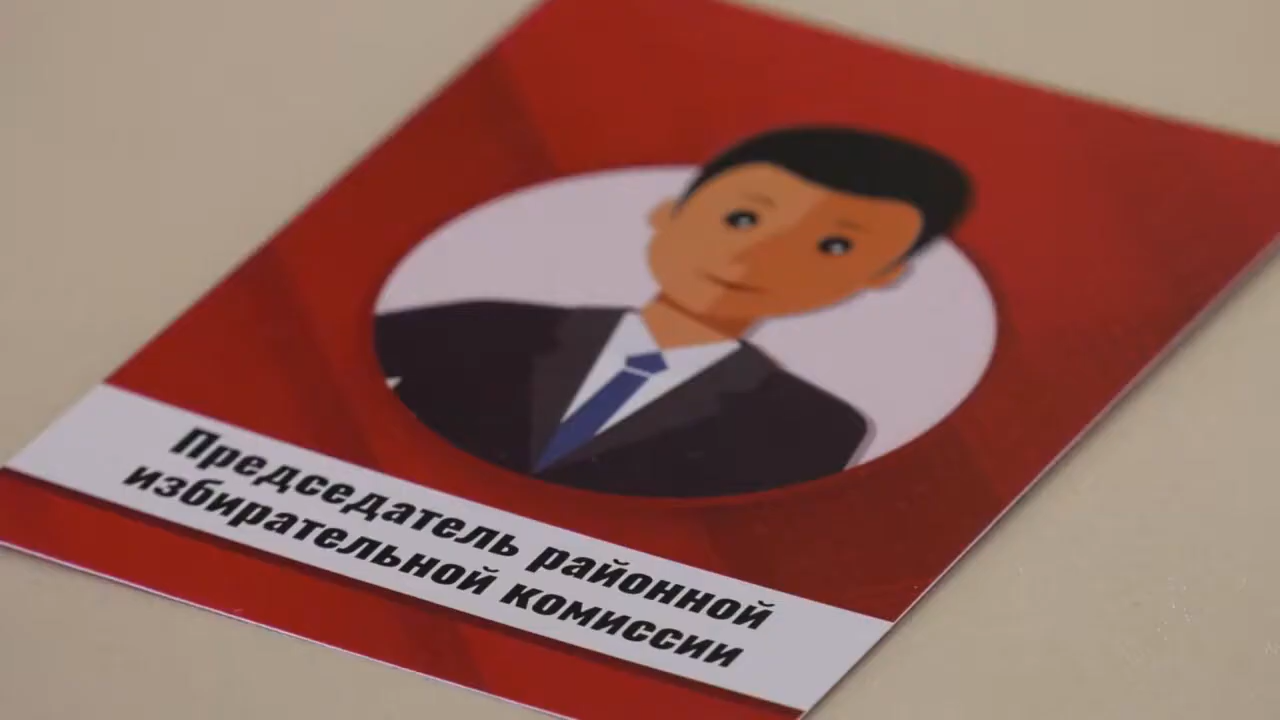 Председатель районной
избирательной комиссии